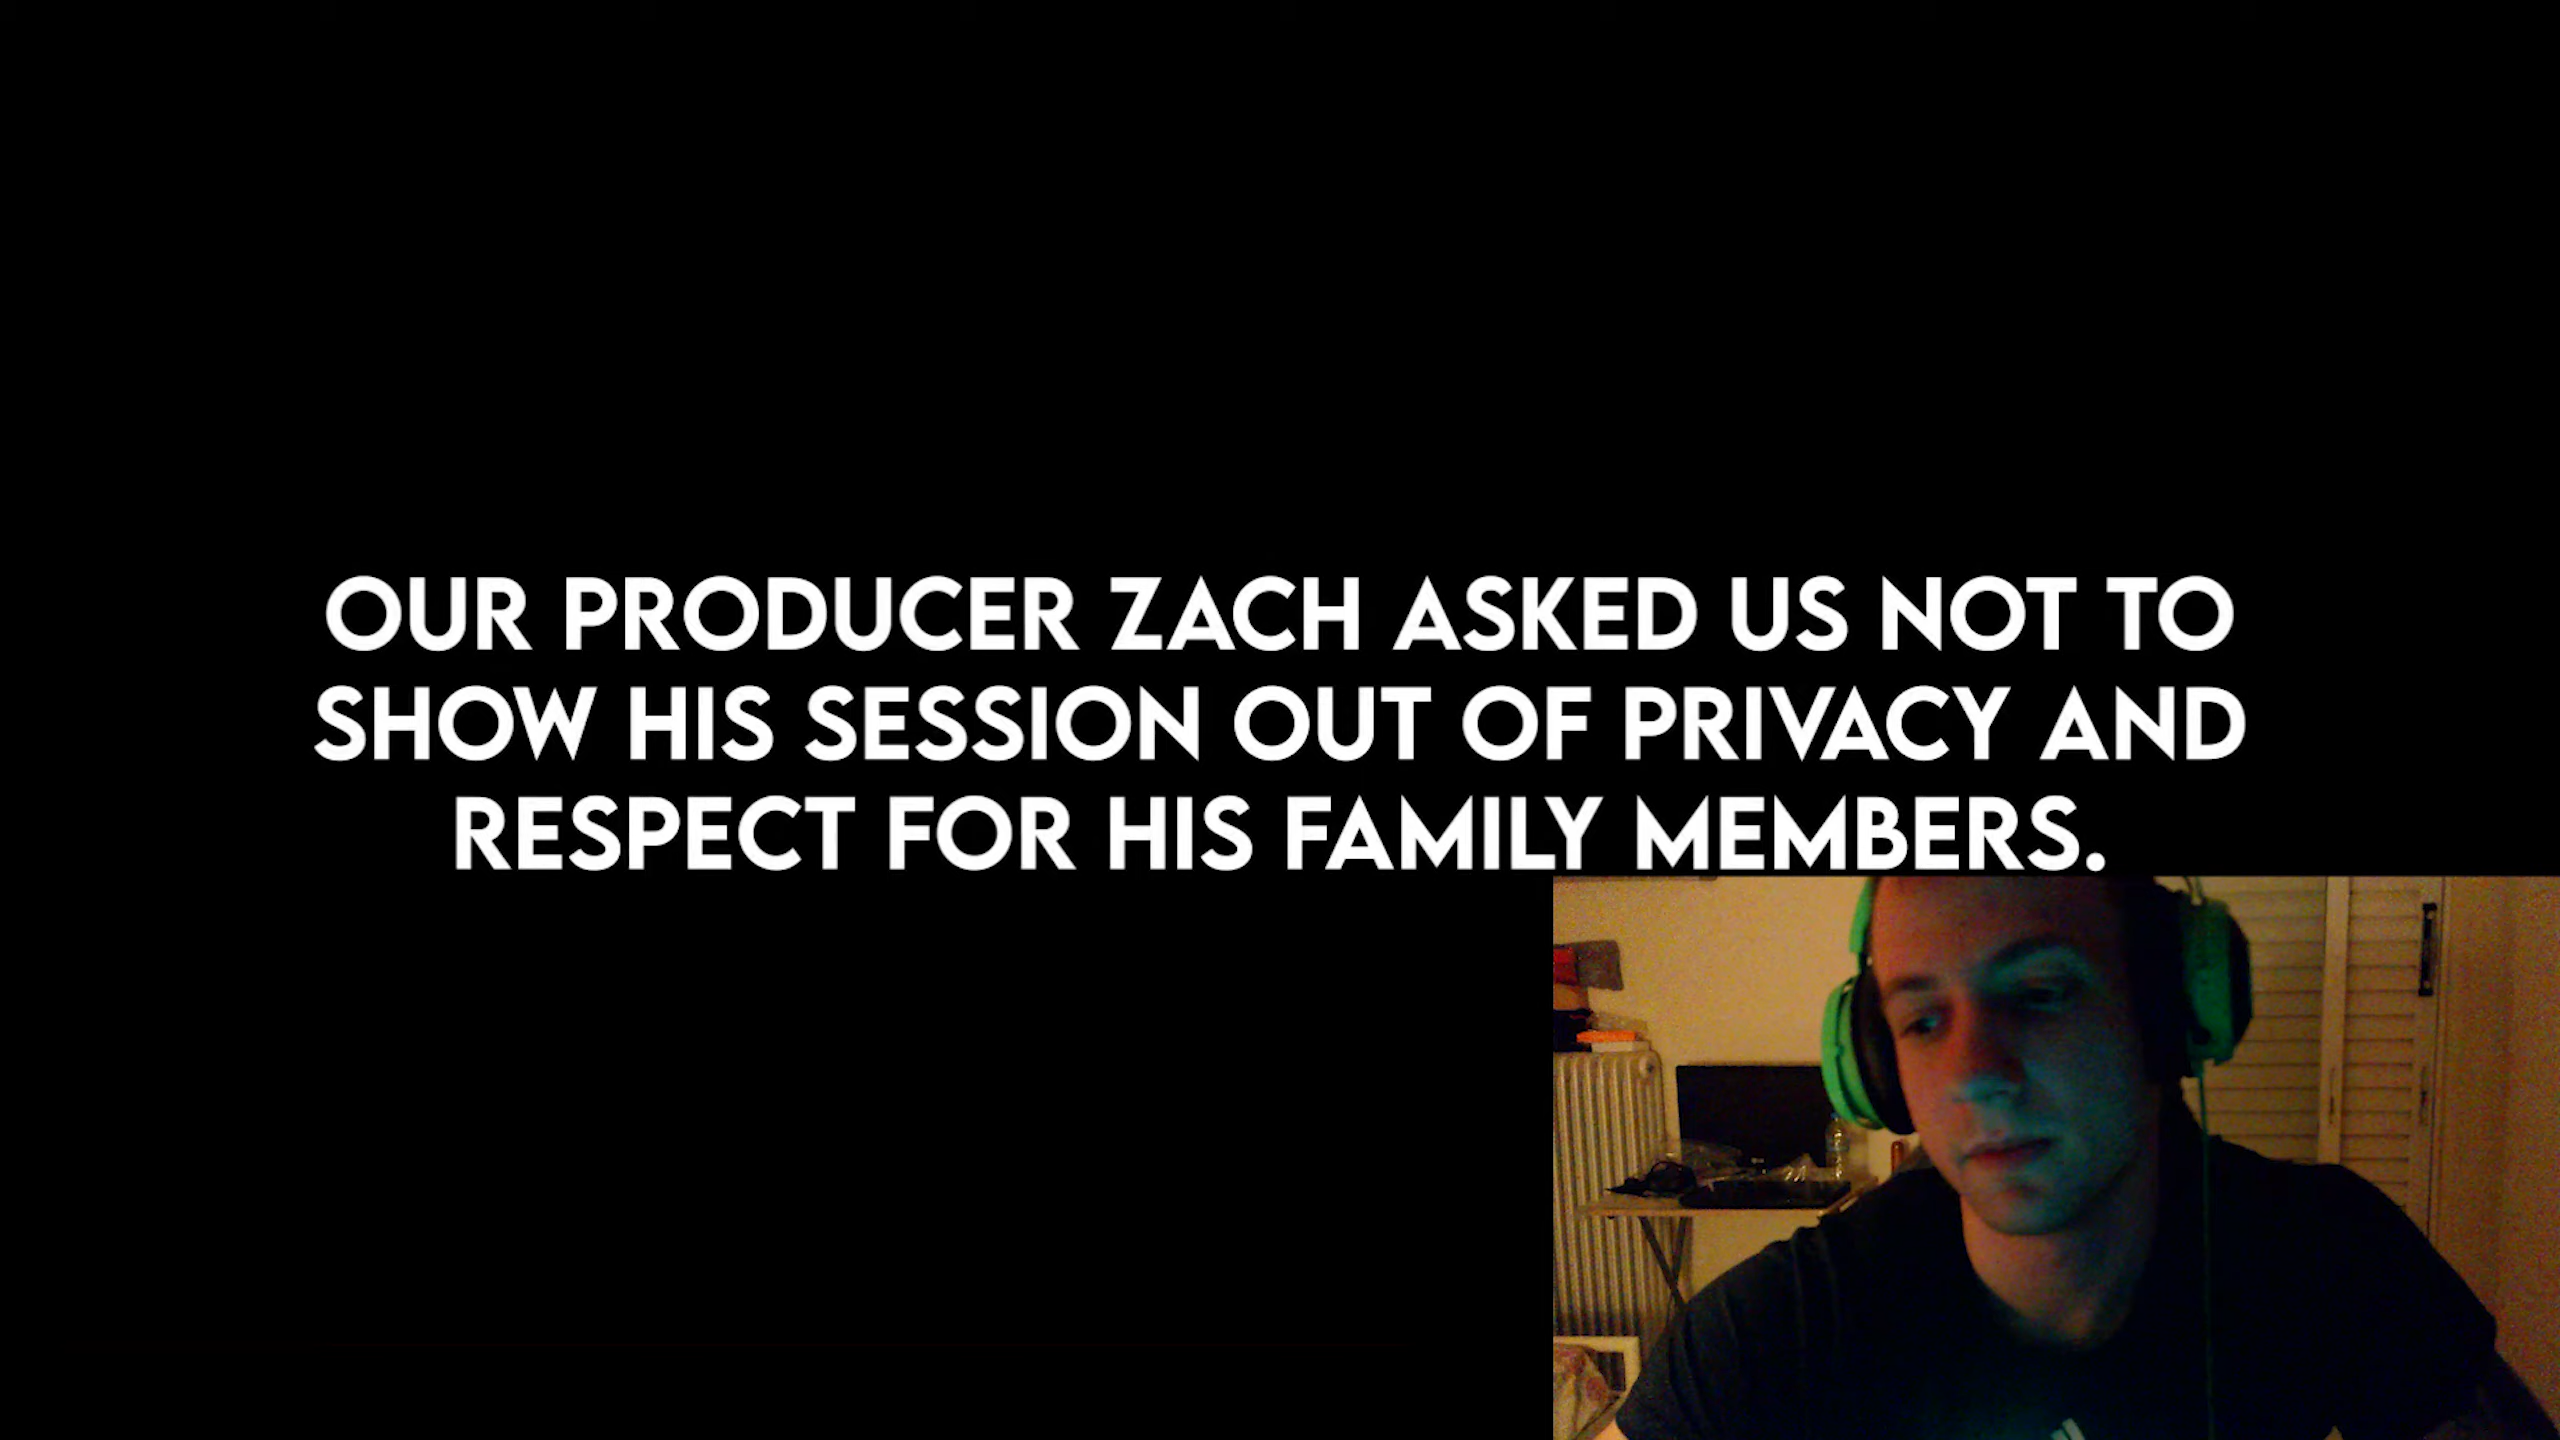 OUR PRODUCER ZACH ASKED US NOT TO
SHOW HIS SESSION OUT OF PRIVACY AND
RESPECT FOR HIS FAMILY MEMBERS.